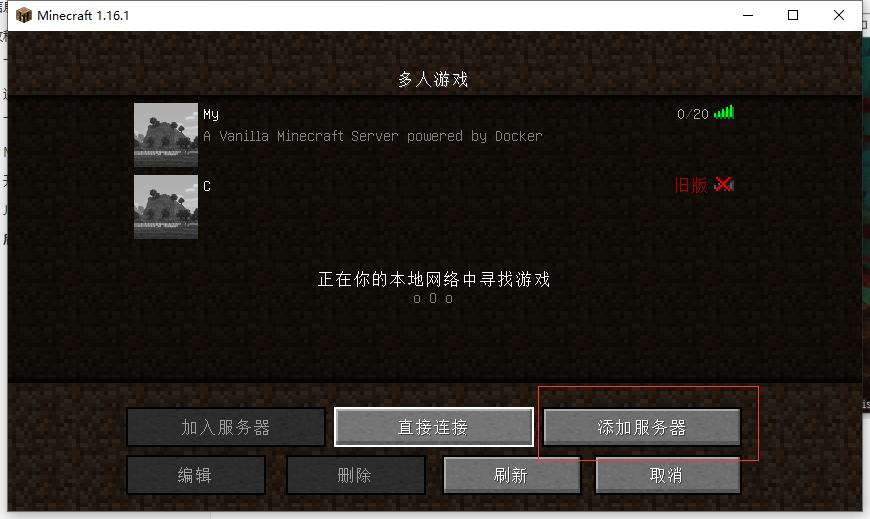 Minecraft 1.16.1
多人游戏
My 0/20
A Vanilla Minecraft Server powered by Docker
C 旧版
正在你的本地网络中寻找游戏
o O o
加入服务器 直接连接 添加服务器
编辑 删除 刷新 取消